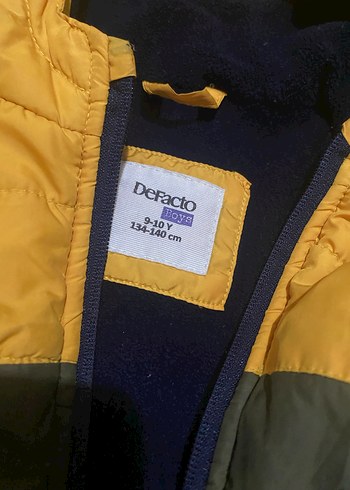 DeFacto
Boys
9-10 Y
134-140 cm